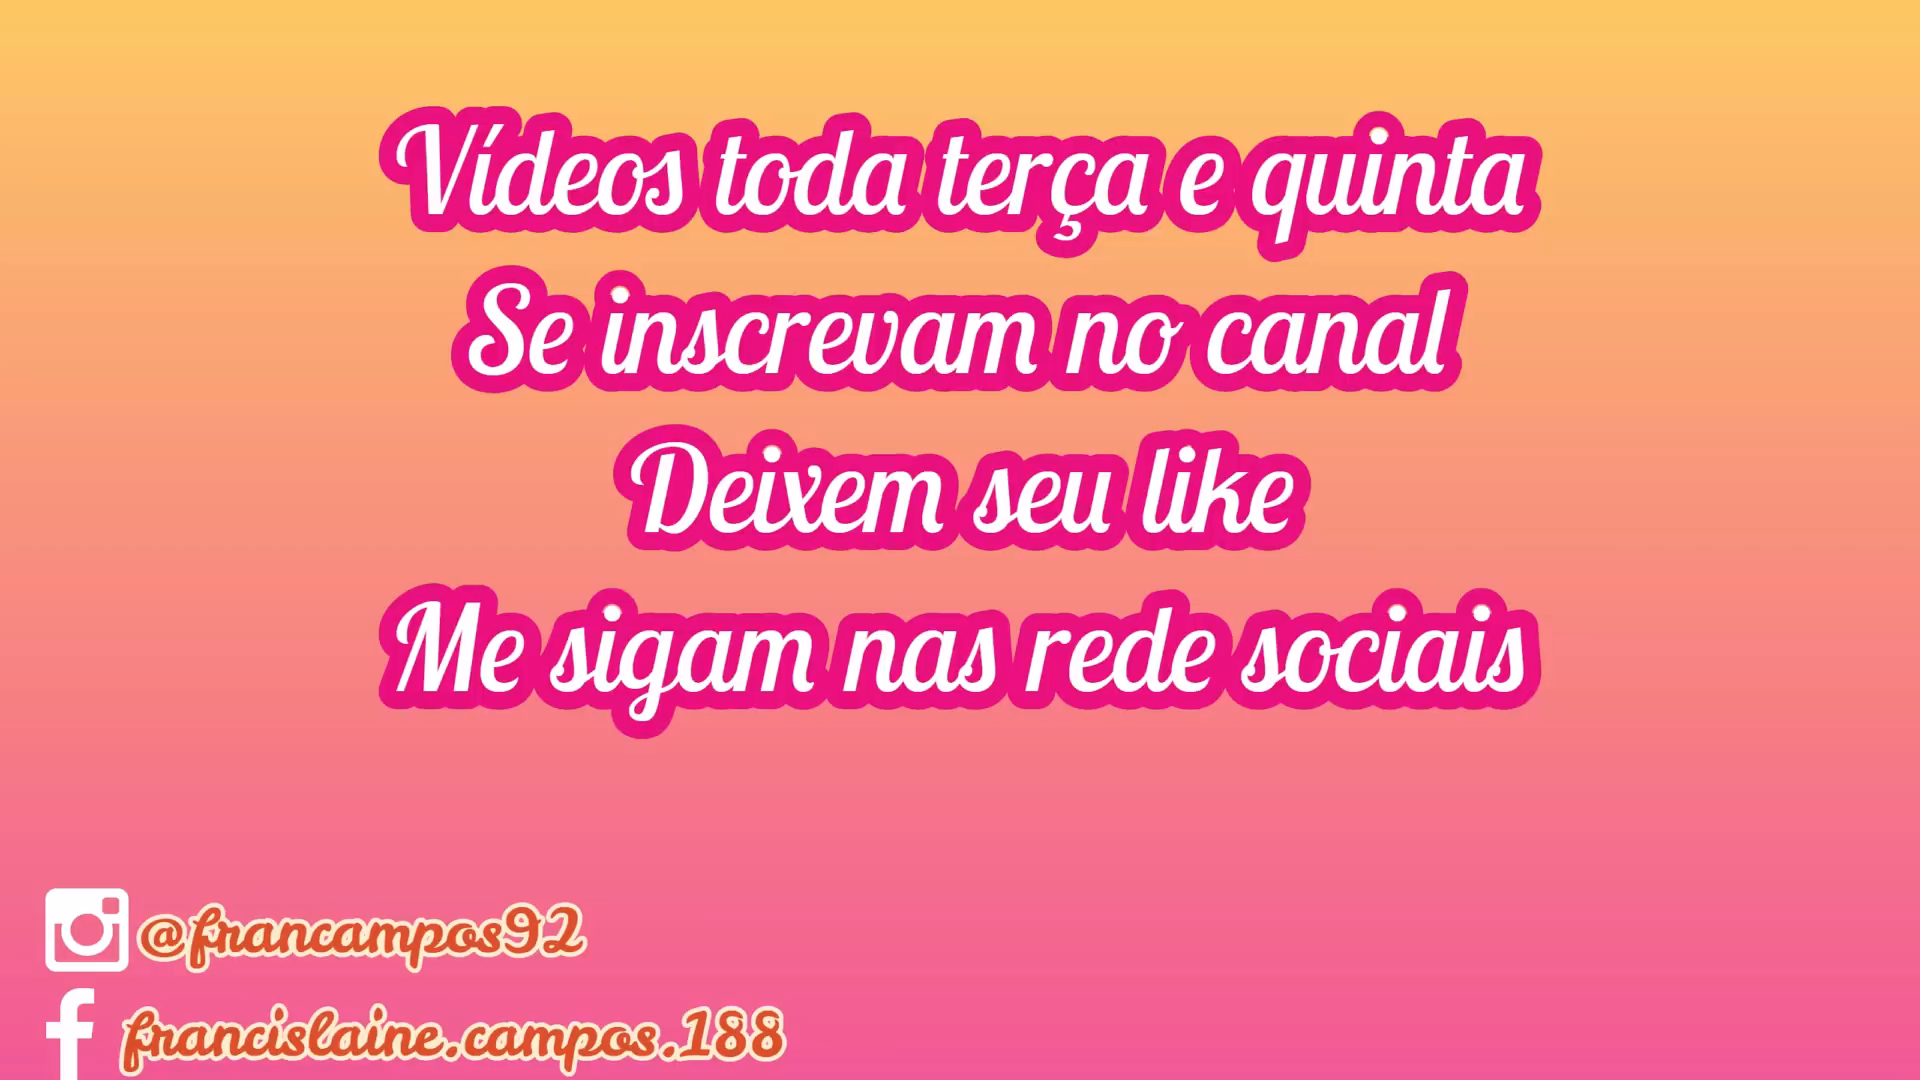 Vídeos toda terça e quinta
Se inscrevam no canal
Deixem seu like
Me sigam nas rede sociais
@francampos92
francislaine.campos.188